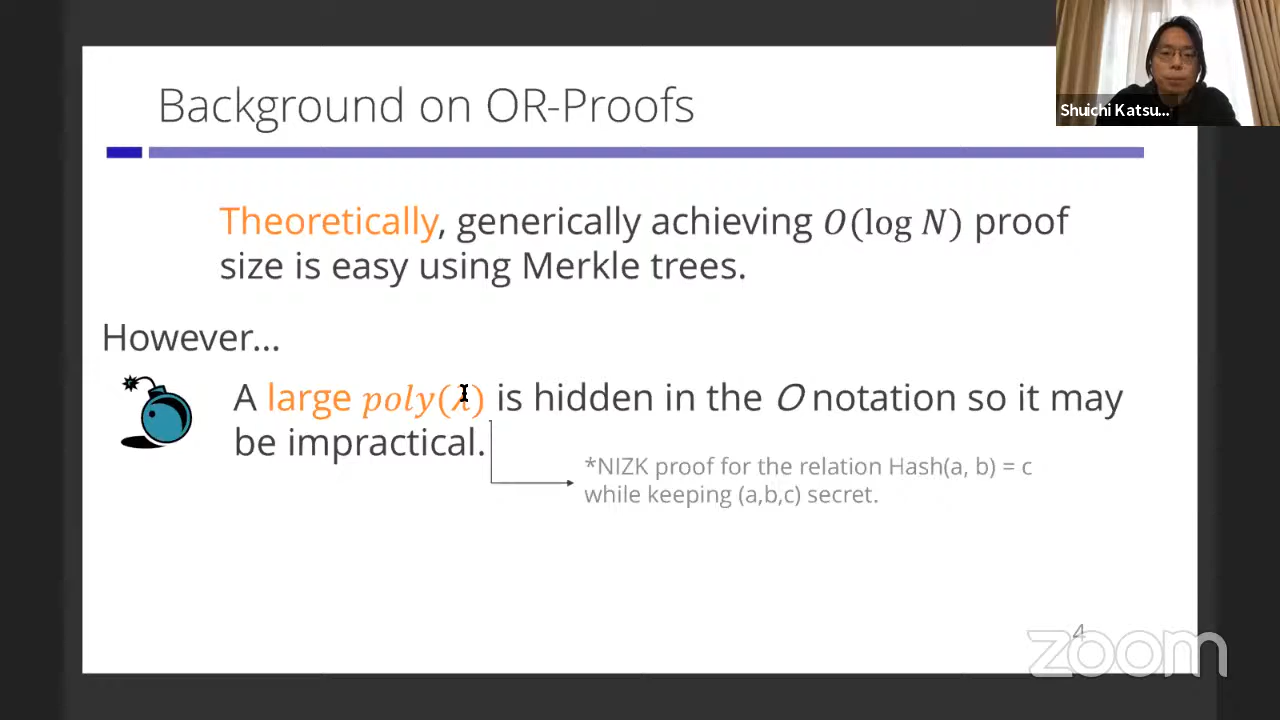 Background on OR-Proofs
Shuichi Katsu...
Theoretically, generically achieving O(log N) proof
size is easy using Merkle trees.
However...
A large poly(λ) is hidden in the O notation so it may
be impractical.
*NIZK proof for the relation Hash(a, b) = c
while keeping (a,b,c) secret.
4
zoom